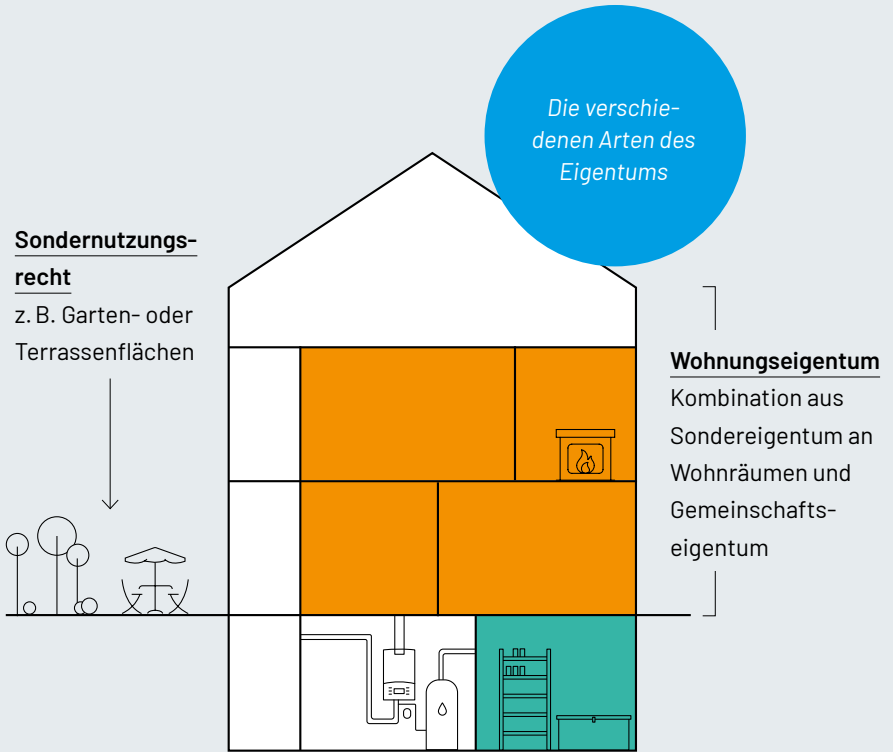 Die verschie-
denen Arten des
Eigentums
Sondernutzungs-
recht
z. B. Garten- oder
Terrassenflächen
Wohnungseigentum
Kombination aus
Sondereigentum an
Wohnräumen und
Gemeinschafts-
eigentum